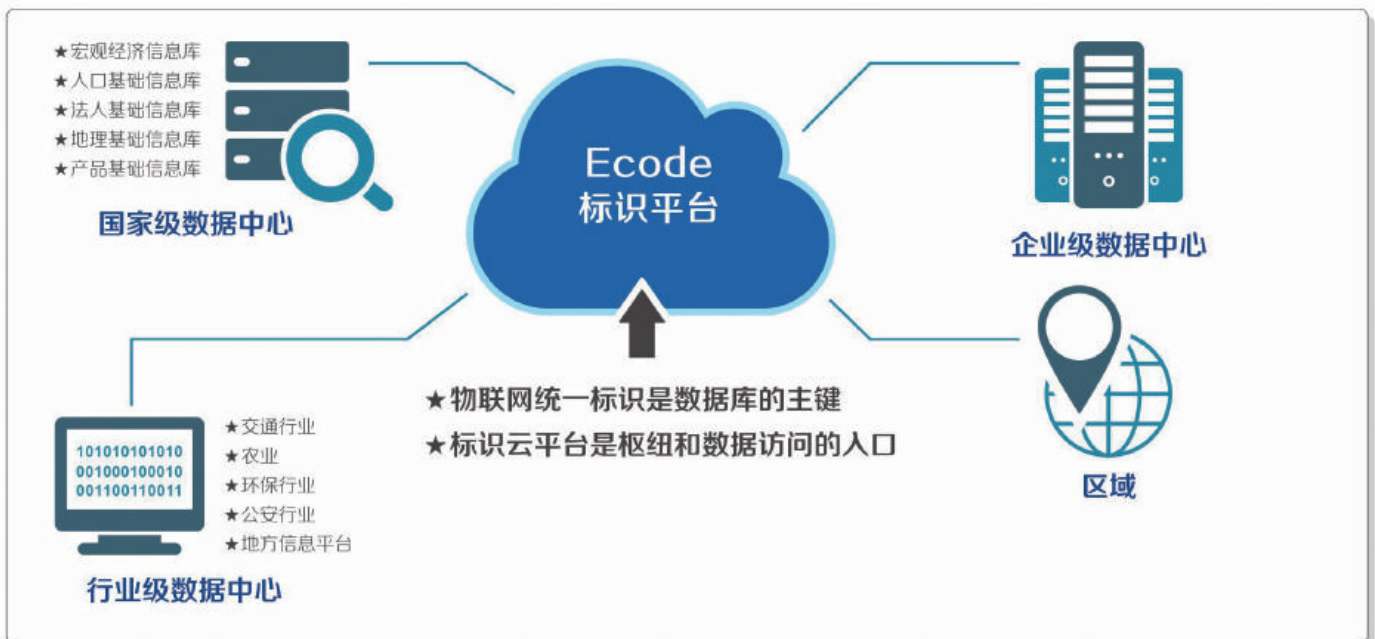 ★宏观经济信息库
★人口基础信息库
★法人基础信息库
★地理基础信息库
★产品基础信息库
国家级数据中心
Ecode
标识平台
企业级数据中心
★物联网统一标识是数据库的主键
★标识云平台是枢纽和数据访问的入口
区域
101010101010
001000100010
001100110011
★交通行业
★农业
★环保行业
★公安行业
★地方信息平台
行业级数据中心